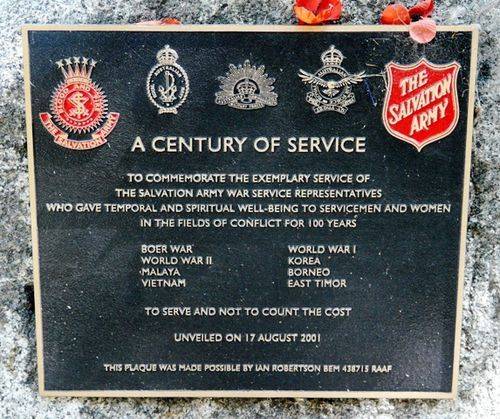 THE SALVATION ARMY
THE
SALVATION
ARMY
A CENTURY OF SERVICE
TO COMMEMORATE THE EXEMPLARY SERVICE OF
THE SALVATION ARMY WAR SERVICE REPRESENTATIVES
WHO GAVE TEMPORAL AND SPIRITUAL WELL-BEING TO SERVICEMEN AND WOMEN
IN THE FIELDS OF CONFLICT FOR 100 YEARS
BOER WAR
WORLD WAR II
MALAYA
VIETNAM
WORLD WAR I
KOREA
BORNEO
EAST TIMOR
TO SERVE AND NOT TO COUNT THE COST
UNVEILED ON 17 AUGUST 2001
THIS PLAQUE WAS MADE POSSIBLE BY IAN ROBERTSON BEM 438715 RAAF